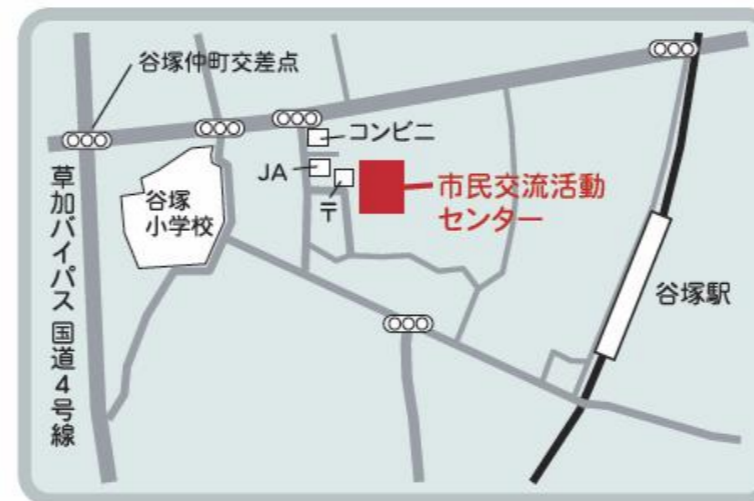 谷塚仲町交差点
コンビニ
JA
〒
市民交流活動
センター
谷塚
小学校
草加バイパス 国道4号線
谷塚駅